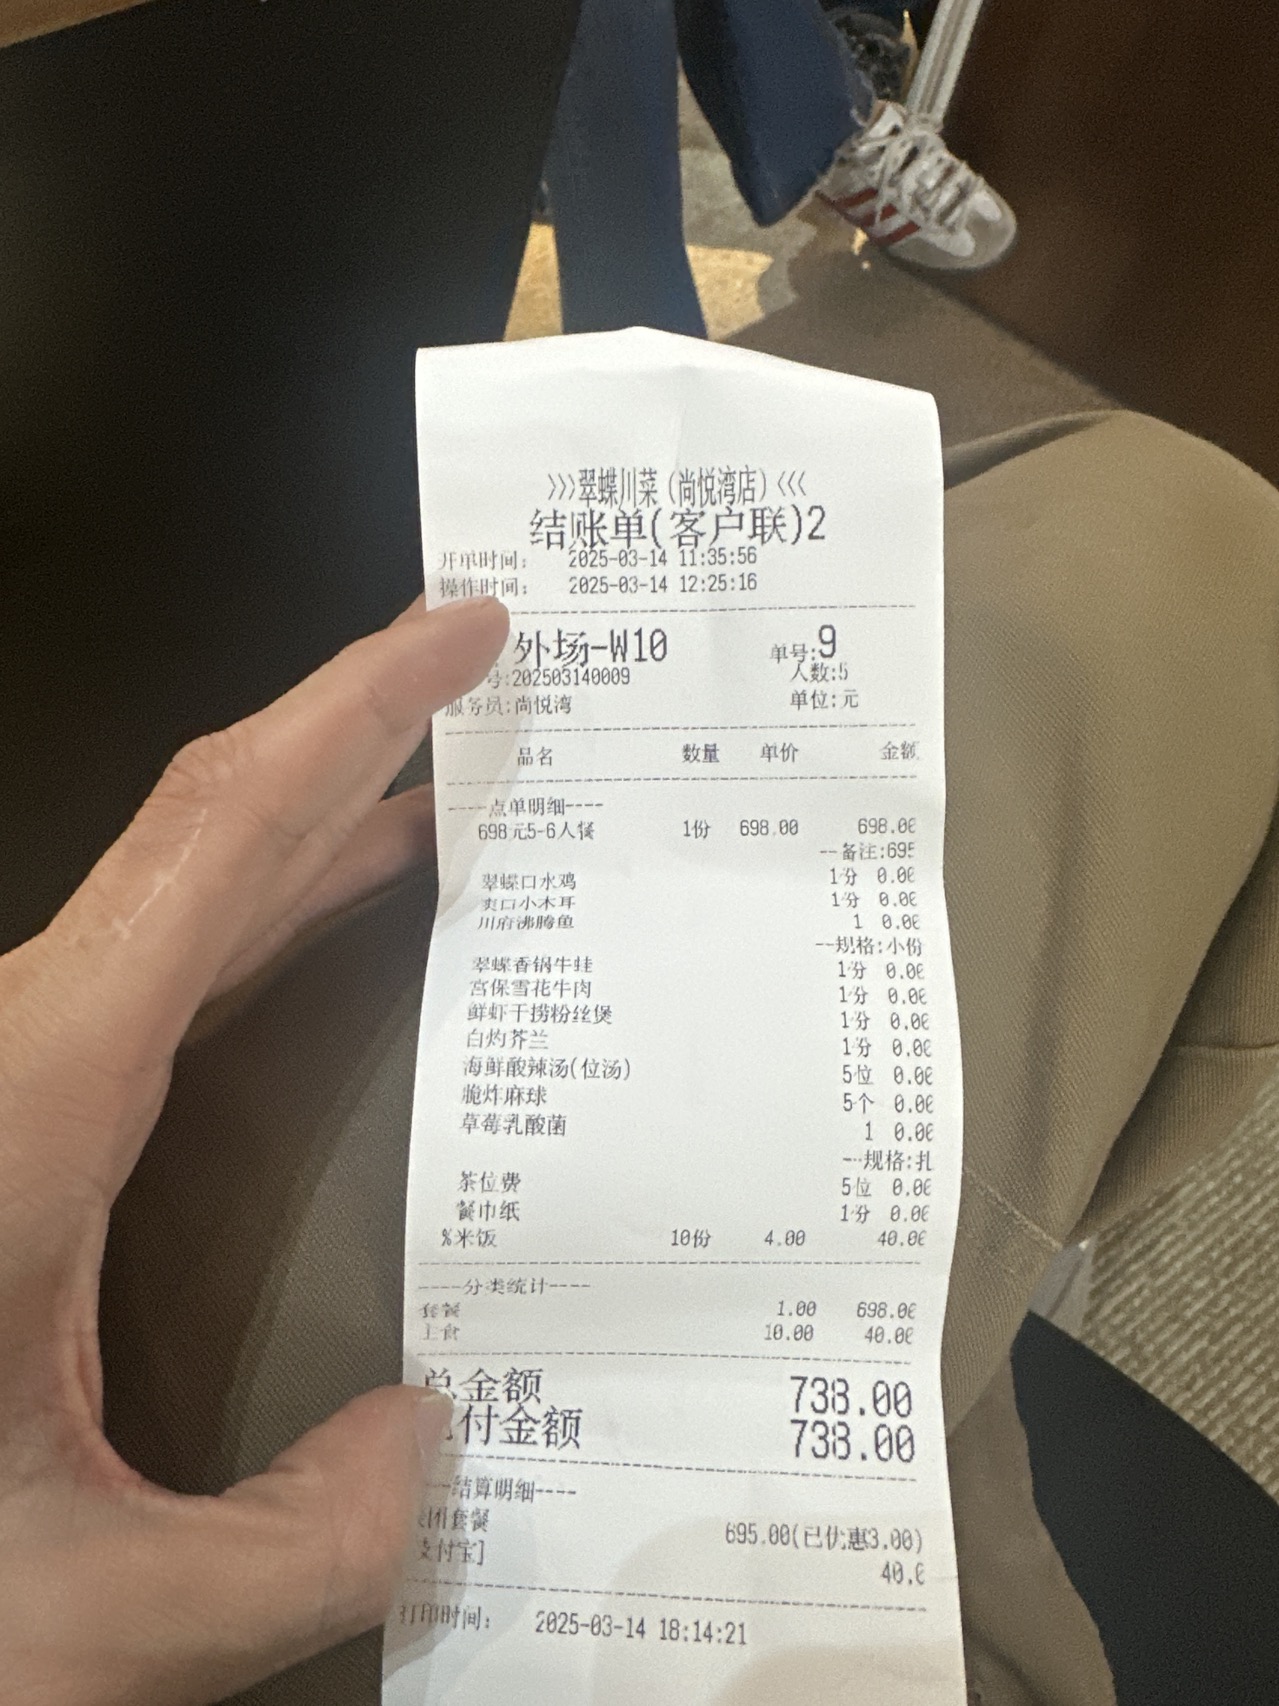 >>>翠蝶川菜(尚悦湾店)<<<
结账单(客户联)2
开单时间: 2025-03-14 11:35:56
操作时间: 2025-03-14 12:25:16
外场-W10 单号:9
号:202503140009 人数:5
服务员:尚悦湾 单位:元
品名 数量 单价 金额
----点单明细----
698元5-6人餐 1份 698.00 698.00
--备注:695
翠蝶口水鸡 1份 0.00
爽口小木耳 1份 0.00
川府沸腾鱼 1 0.00
--规格:小份
翠蝶香锅牛蛙 1份 0.00
宫保雪花牛肉 1份 0.00
鲜虾干捞粉丝煲 1份 0.00
白灼芥兰 1份 0.00
海鲜酸辣汤(位汤) 5位 0.00
脆炸麻球 5个 0.00
草莓乳酸菌 1 0.00
--规格:扎
茶位费 5位 0.00
餐巾纸 1份 0.00
%米饭 10份 4.00 40.00
----分类统计----
套餐 1.00 698.00
主食 10.00 40.00
总金额 738.00
付金额 738.00
--结算明细----
团套餐 695.00(已优惠3.00)
支付宝] 40.0
打印时间: 2025-03-14 18:14:21